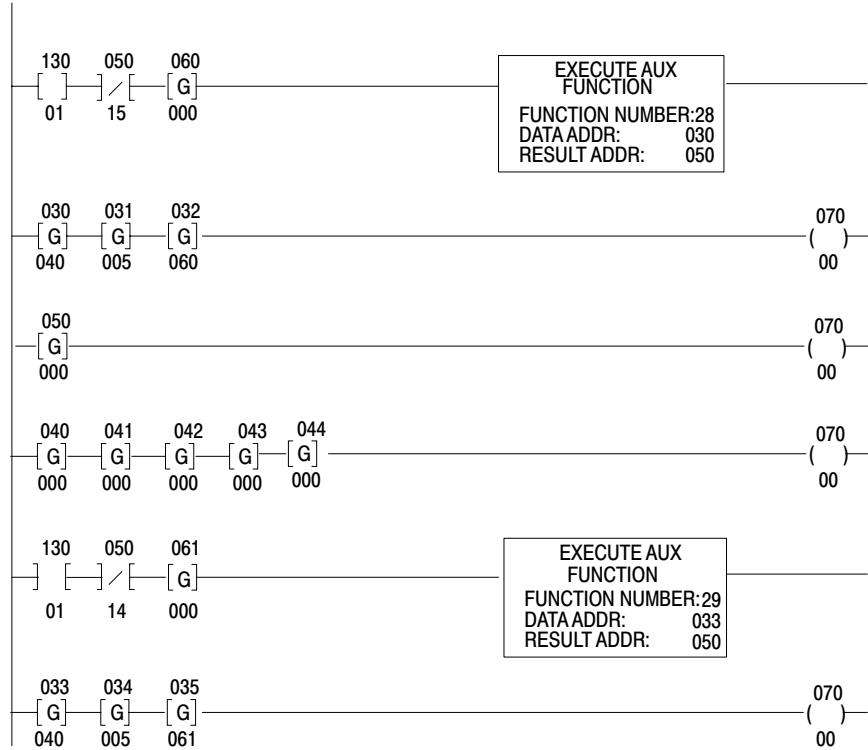 130 050 060
G
01 15 000
EXECUTE AUX
FUNCTION
FUNCTION NUMBER:28
DATA ADDR: 030
RESULT ADDR: 050
030 031 032
G G G
040 005 060
070
00
050
G
000
070
00
040 041 042 043 044
G G G G G
000 000 000 000 000
070
00
130 050 061
G
01 14 000
EXECUTE AUX
FUNCTION
FUNCTION NUMBER:29
DATA ADDR: 033
RESULT ADDR: 050
033 034 035
G G G
040 005 061
070
00